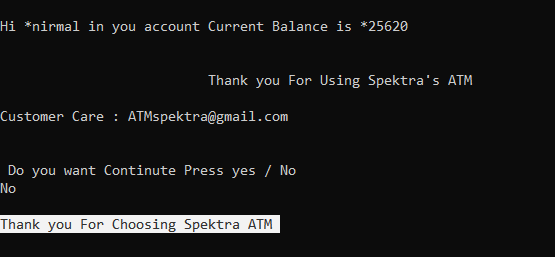 Hi *nirmal in you account Current Balance is *25620
Thank you For Using Spektra's ATM
Customer Care : ATMspektra@gmail.com
Do you want Continute Press yes / No
No
Thank you For Choosing Spektra ATM